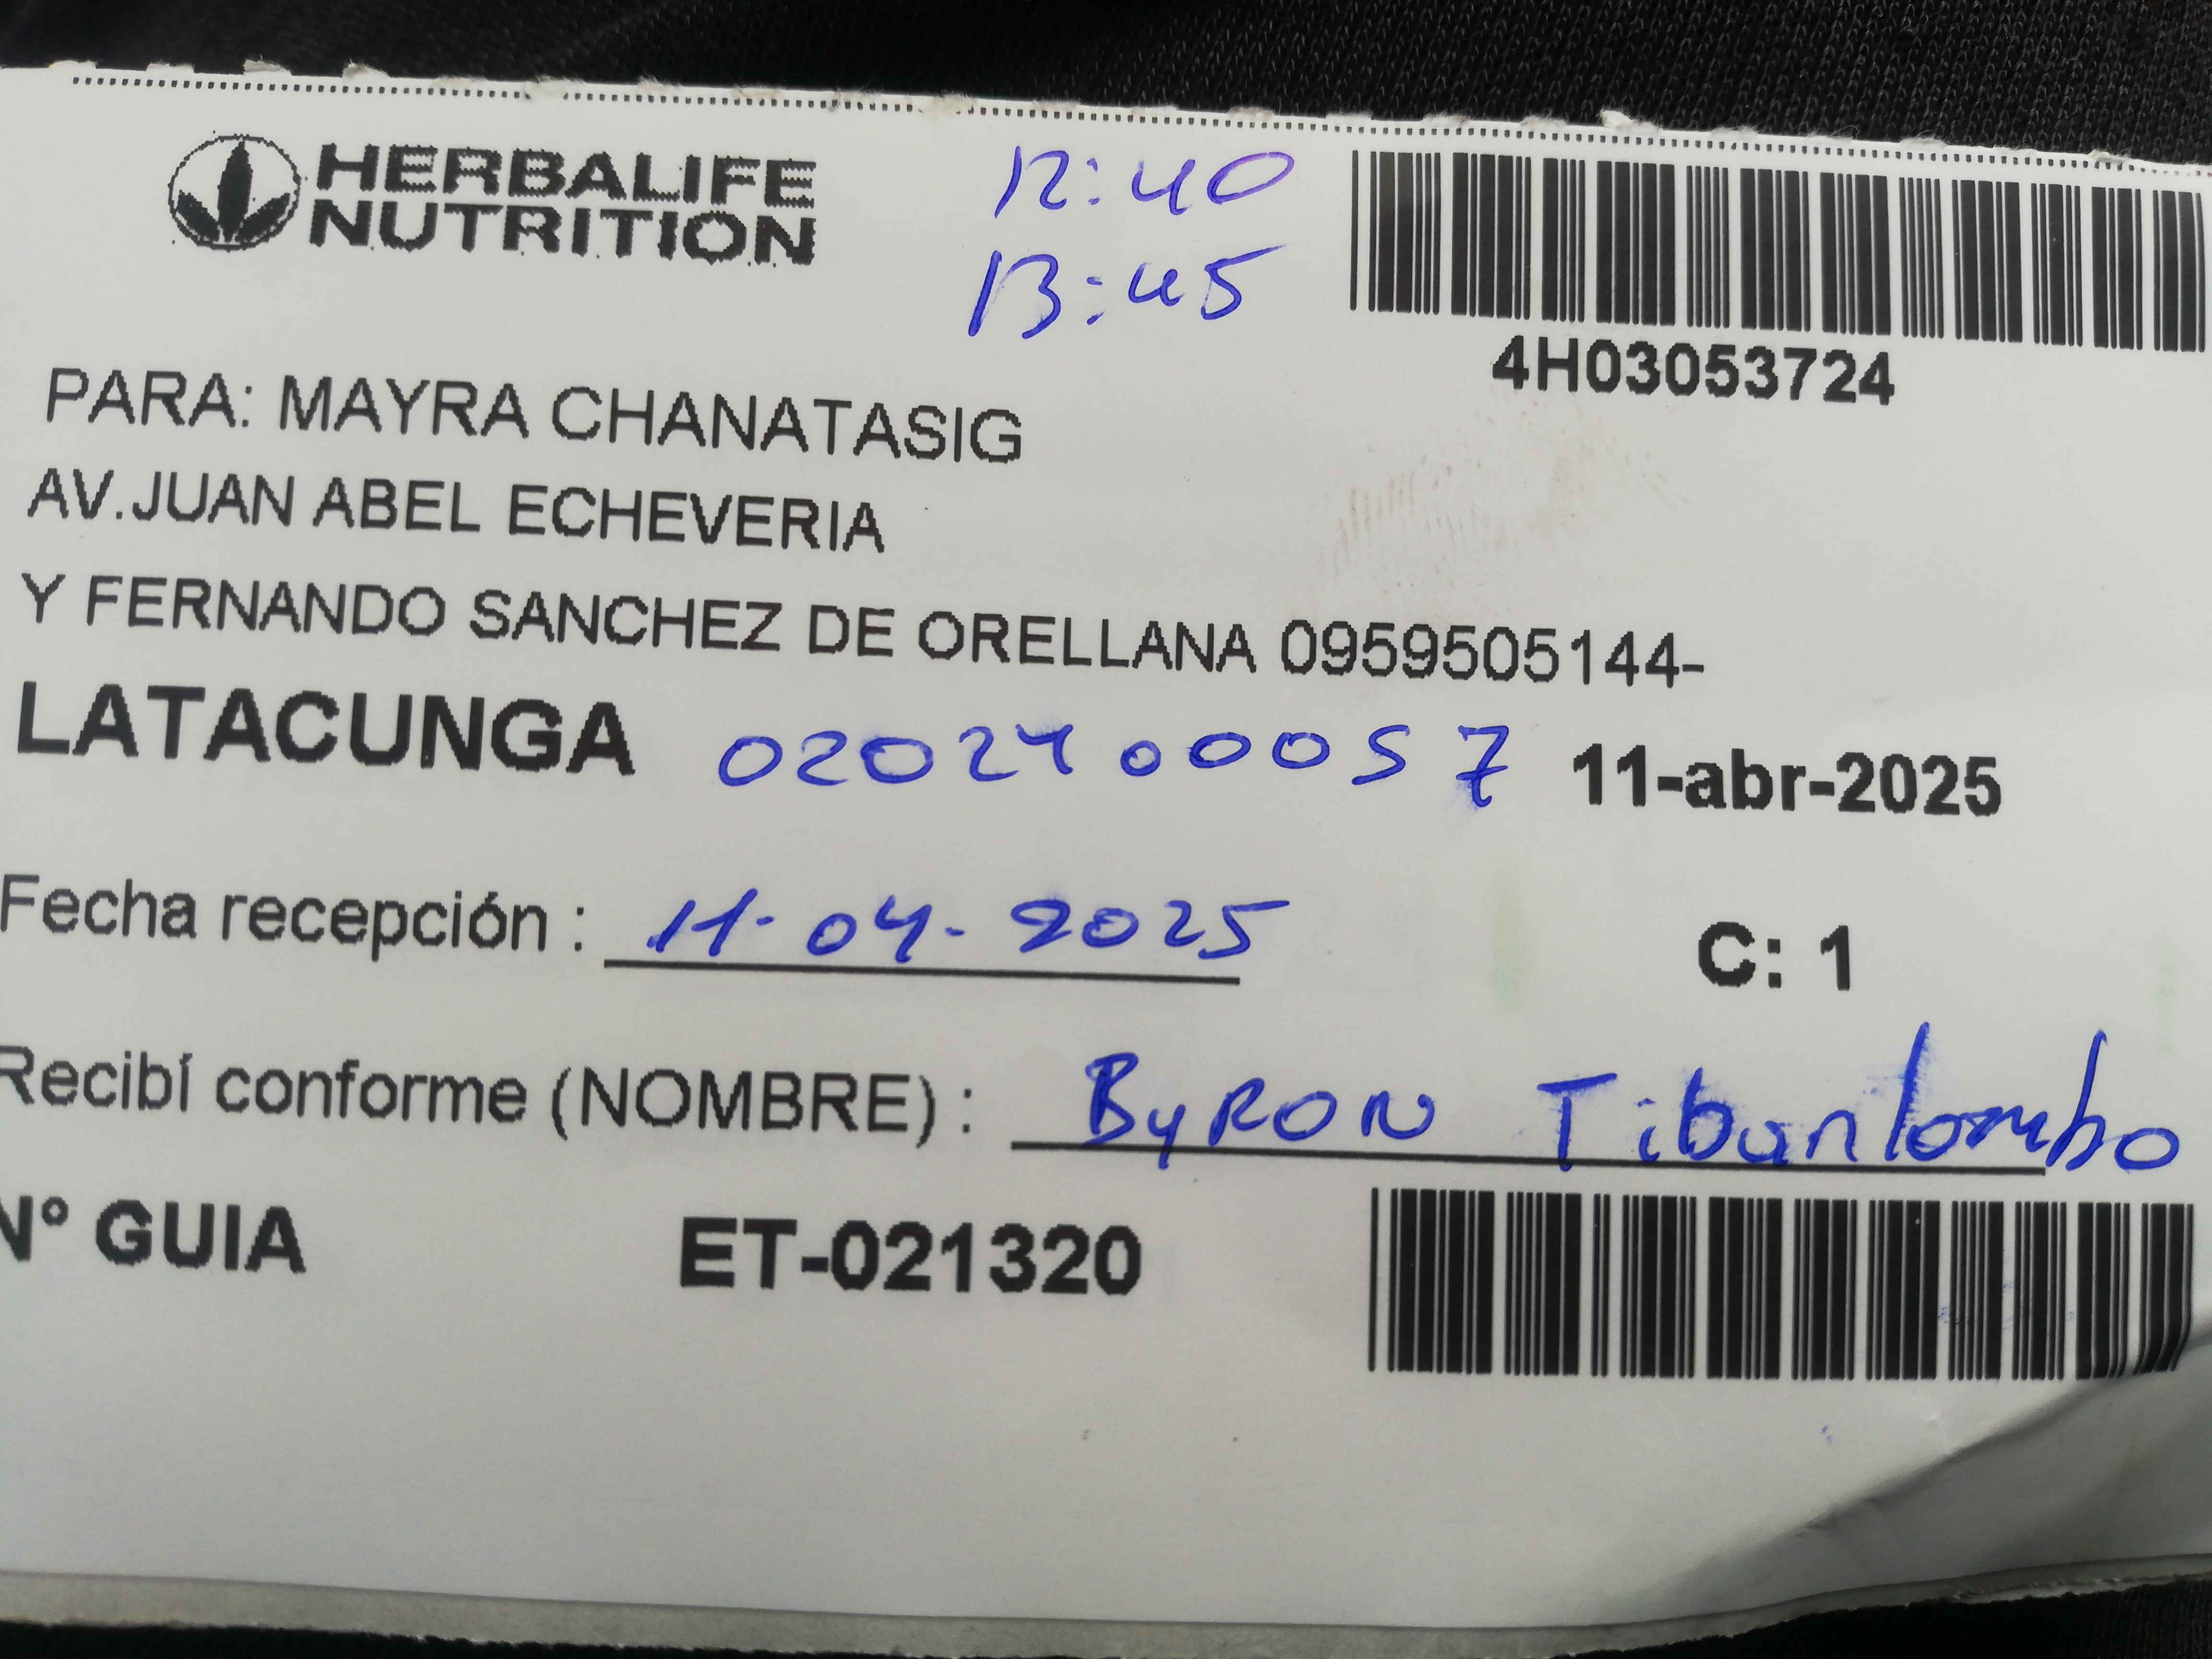 HERBALIFE
NUTRITION
12:40
13:45
4H03053724
PARA: MAYRA CHANATASIG
AV.JUAN ABEL ECHEVERIA
Y FERNANDO SANCHEZ DE ORELLANA 0959505144-
LATACUNGA 0202400057 11-abr-2025
Fecha recepción : 11-04-2025
C: 1
Recibí conforme (NOMBRE) : Byron Tibanlombo
N° GUIA ET-021320